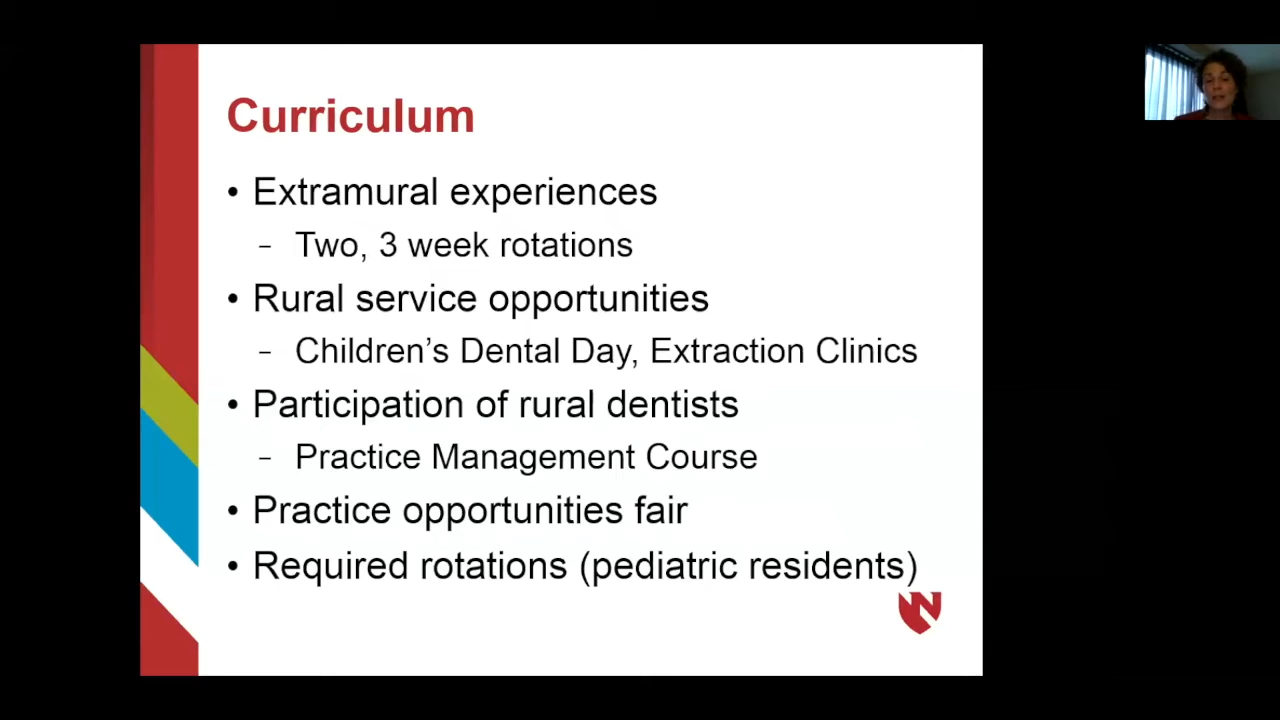 Curriculum
• Extramural experiences
– Two, 3 week rotations
• Rural service opportunities
– Children’s Dental Day, Extraction Clinics
• Participation of rural dentists
– Practice Management Course
• Practice opportunities fair
• Required rotations (pediatric residents)
N